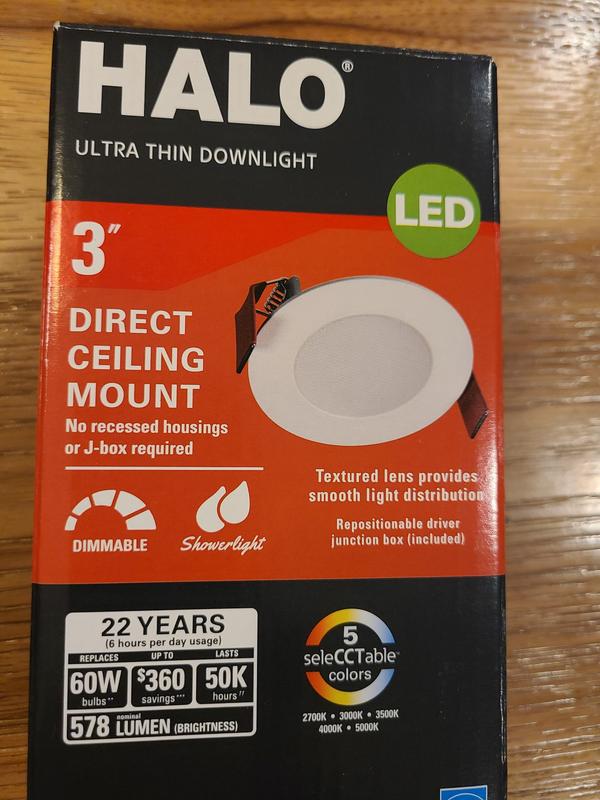 HALO®
ULTRA THIN DOWNLIGHT
LED
3"
DIRECT
CEILING
MOUNT
No recessed housings
or J-box required
DIMMABLE
Showerlight
Textured lens provides
smooth light distribution
Repositionable driver
junction box (included)
22 YEARS
(6 hours per day usage)
REPLACES
60W
bulbs**
UP TO
$360
savings***
LASTS
50K
hours††
578 nominal LUMEN (BRIGHTNESS)
5
seleCCTable™
colors
2700K • 3000K • 3500K
4000K • 5000K